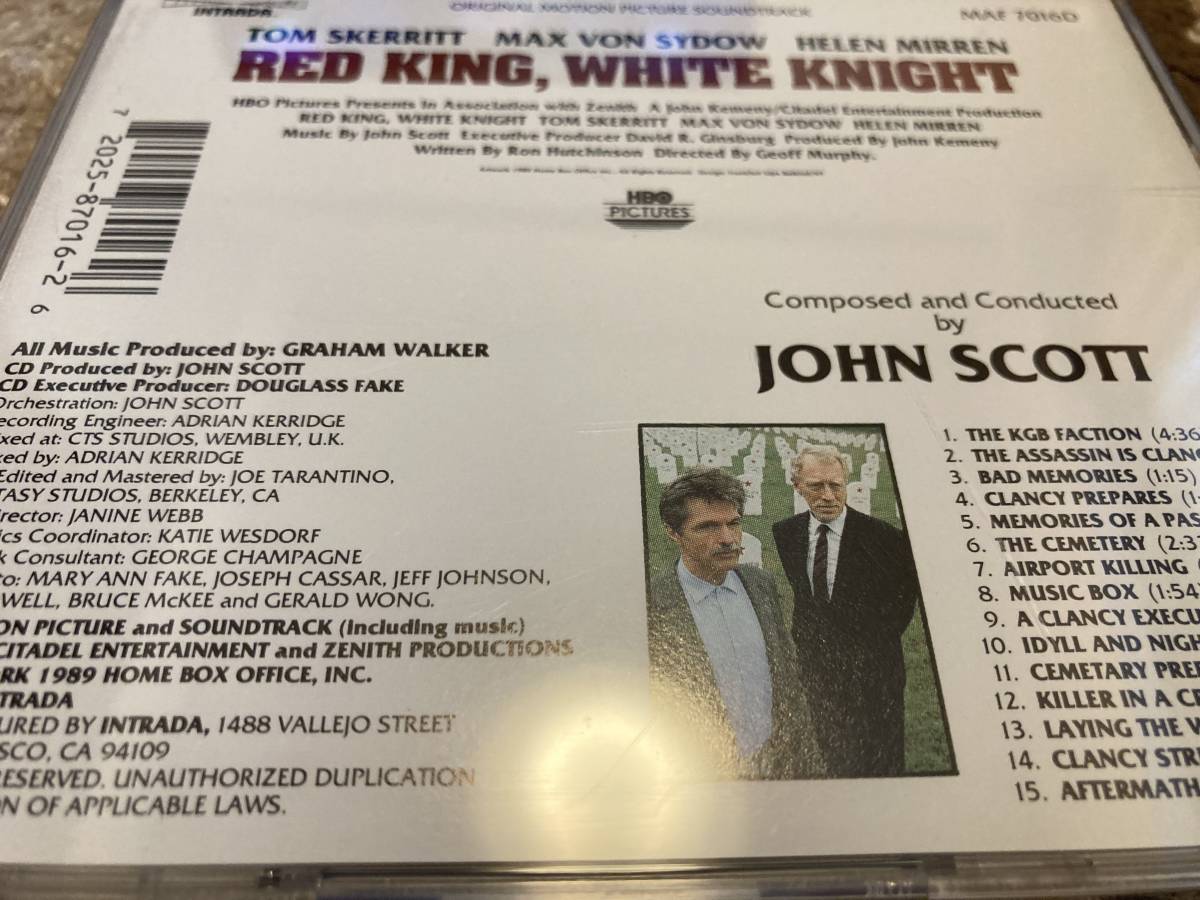 INTRADA
ORIGINAL MOTION PICTURE SOUNDTRACK
MAF 7016D
TOM SKERRITT MAX VON SYDOW HELEN MIRREN
RED KING, WHITE KNIGHT
HBO Pictures Presents In Association with Zenith A John Kemeny/Citadel Entertainment Production
RED KING, WHITE KNIGHT TOM SKERRITT MAX VON SYDOW HELEN MIRREN
Music By John Scott Executive Producer David R. Ginsburg Produced By John Kemeny
Written By Ron Hutchinson Directed By Geoff Murphy.
HBO
PICTURES
7 2025-87016-2 6
Composed and Conducted
by
JOHN SCOTT
All Music Produced by: GRAHAM WALKER
CD Produced by: JOHN SCOTT
CD Executive Producer: DOUGLASS FAKE
Orchestration: JOHN SCOTT
ecording Engineer: ADRIAN KERRIDGE
ixed at: CTS STUDIOS, WEMBLEY, U.K.
ed by: ADRIAN KERRIDGE
Edited and Mastered by: JOE TARANTINO,
TASY STUDIOS, BERKELEY, CA
irector: JANINE WEBB
ics Coordinator: KATIE WESDORF
k Consultant: GEORGE CHAMPAGNE
to: MARY ANN FAKE, JOSEPH CASSAR, JEFF JOHNSON,
WELL, BRUCE McKEE and GERALD WONG.
ON PICTURE and SOUNDTRACK (including music)
CITADEL ENTERTAINMENT and ZENITH PRODUCTIONS
RK 1989 HOME BOX OFFICE, INC.
TRADA
URED BY INTRADA, 1488 VALLEJO STREET
SCO, CA 94109
RESERVED. UNAUTHORIZED DUPLICATION
N OF APPLICABLE LAWS.
1. THE KGB FACTION (4:36
2. THE ASSASSIN IS CLANC
3. BAD MEMORIES (1:15)
4. CLANCY PREPARES (1:
5. MEMORIES OF A PAS
6. THE CEMETERY (2:3
7. AIRPORT KILLING (
8. MUSIC BOX (1:54
9. A CLANCY EXECU
10. IDYLL AND NIGH
11. CEMETARY PREP
12. KILLER IN A CE
13. LAYING THE
14. CLANCY STR
15. AFTERMATH